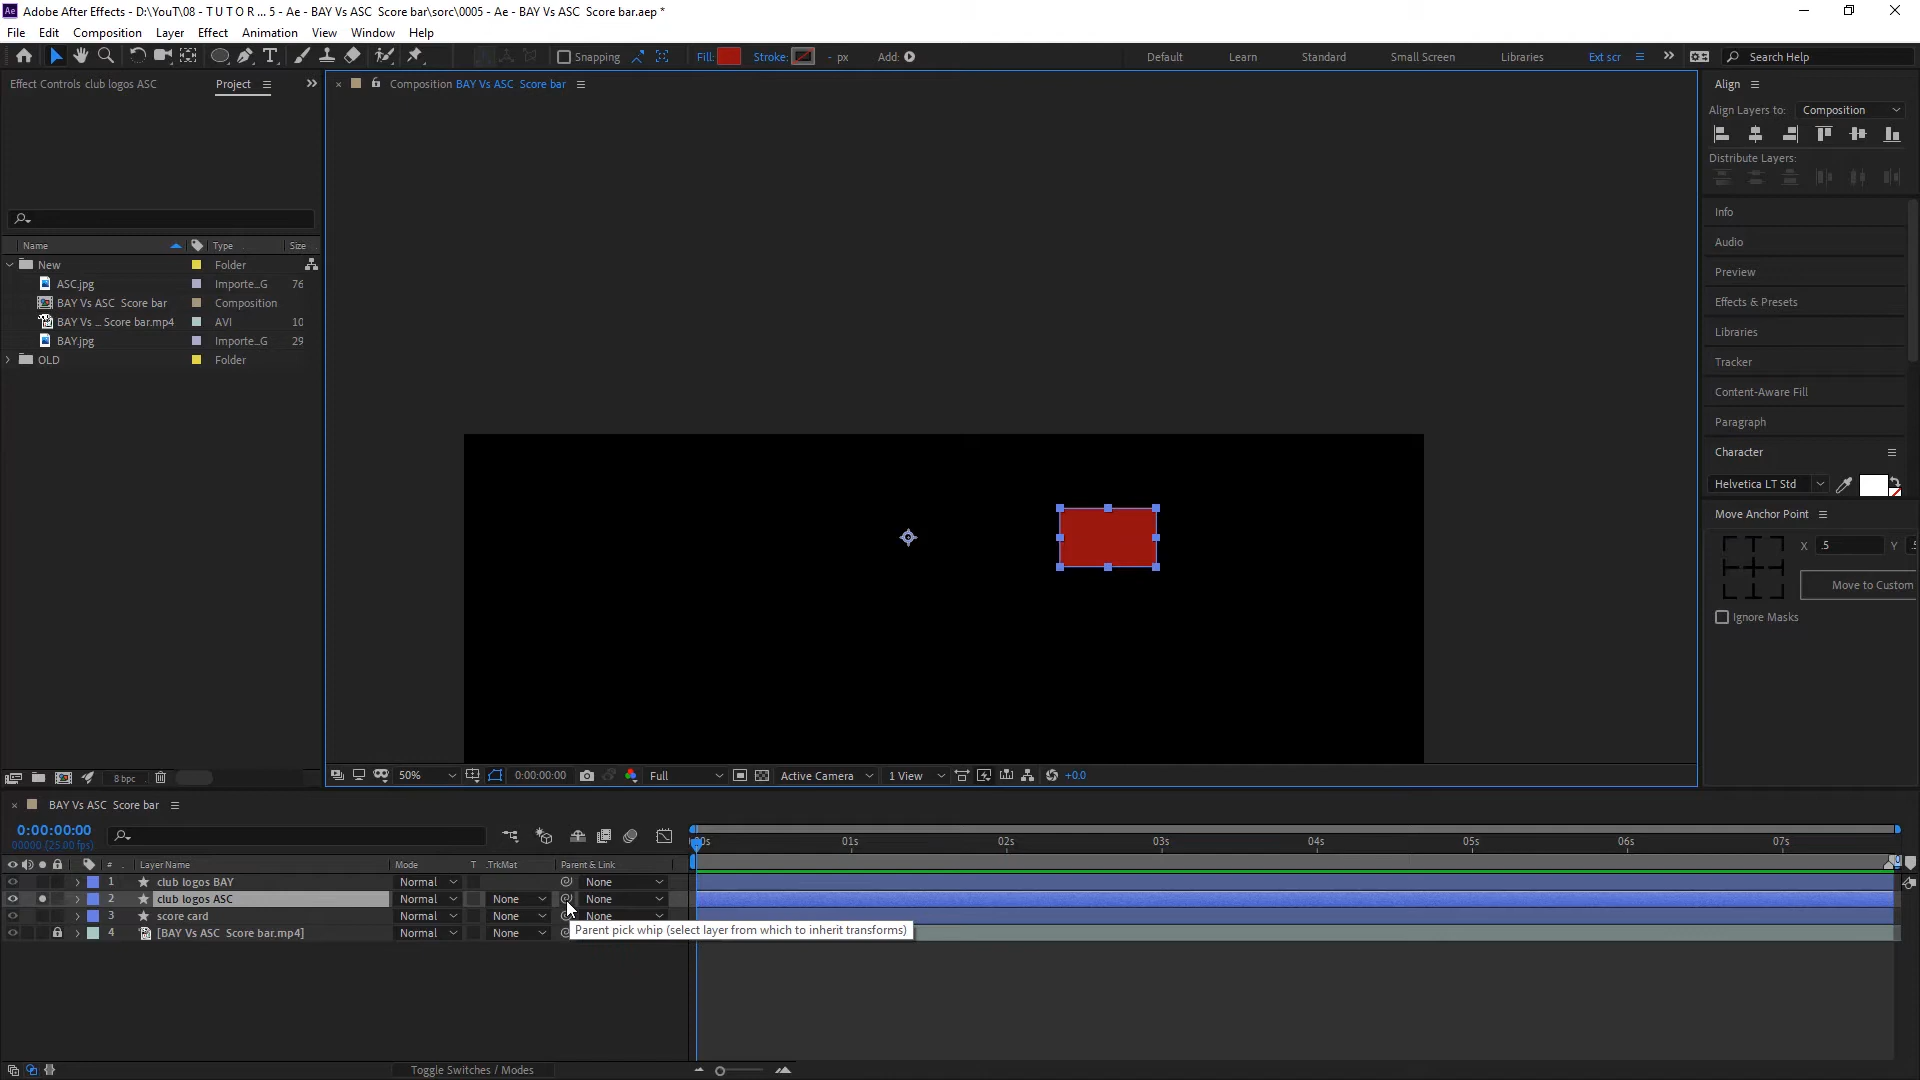 Adobe After Effects - D:\YouT\08 - T U T O R ... 5 - Ae - BAY Vs ASC  Score bar\sorc\0005 - Ae - BAY Vs ASC  Score bar.aep *
File Edit Composition Layer Effect Animation View Window Help
Snapping Fill: Stroke: - px Add: Default Learn Standard Small Screen Libraries Ext scr Search Help
Effect Controls club logos ASC Project Composition BAY Vs ASC  Score bar Align
Align Layers to: Composition
Distribute Layers:
Name Type Size
New Folder
ASC.jpg Importe...G 76
BAY Vs ASC  Score bar Composition
BAY Vs ... Score bar.mp4 AVI 10
BAY.jpg Importe...G 29
OLD Folder
Info
Audio
Preview
Effects & Presets
Libraries
Tracker
Content-Aware Fill
Paragraph
Character
Helvetica LT Std
Move Anchor Point
X .5 Y .5
Move to Custom
Ignore Masks
8 bpc 50% 0:00:00:00 Full Active Camera 1 View +0.0
BAY Vs ASC  Score bar
0:00:00:00
00000 (25.00 fps)
01s 02s 03s 04s 05s 06s 07s
# Layer Name Mode T .TrkMat Parent & Link
1 club logos BAY Normal None
2 club logos ASC Normal None None
3 score card Normal None None
4 [BAY Vs ASC  Score bar.mp4] Normal None
Parent pick whip (select layer from which to inherit transforms)
Toggle Switches / Modes